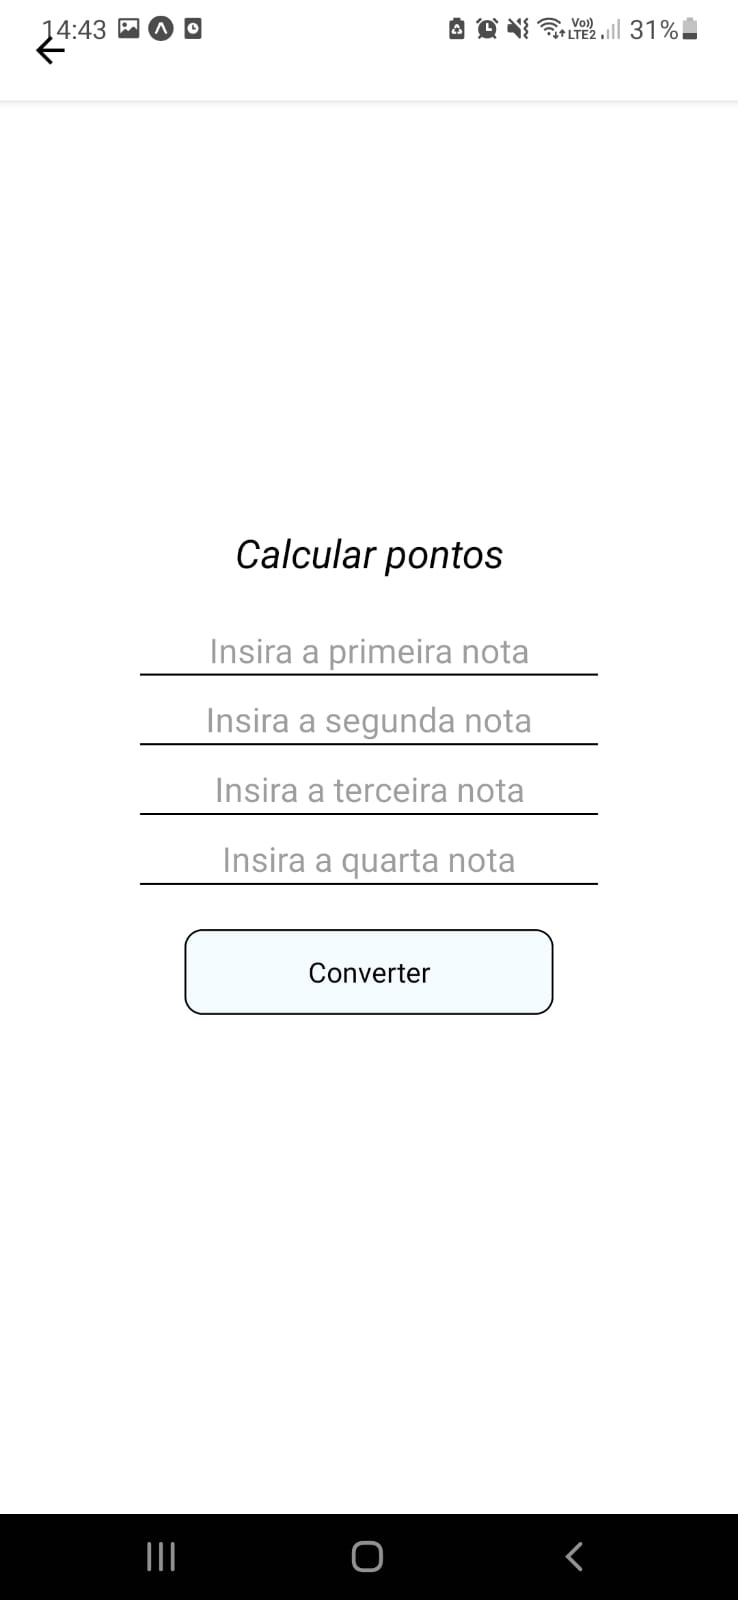 14:43 Vo)) LTE2 31%
Calcular pontos
Insira a primeira nota
Insira a segunda nota
Insira a terceira nota
Insira a quarta nota
Converter